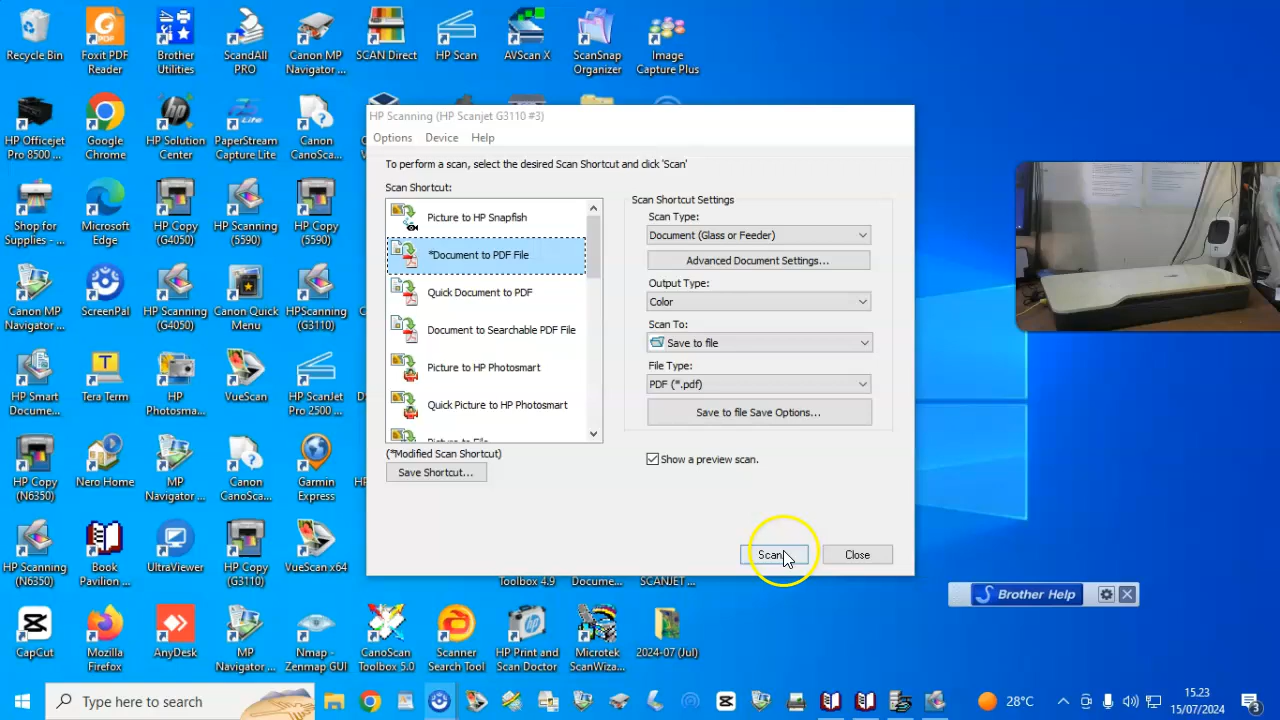 Recycle Bin
Foxit PDF
Reader
Brother
Utilities
ScandAll
PRO
Canon MP
Navigator ...
SCAN Direct
HP Scan
AVScan X
ScanSnap
Organizer
Image
Capture Plus
HP Officejet
Pro 8500 ...
Google
Chrome
HP Solution
Center
PaperStream
Capture Lite
Canon
CanoSca...
Shop for
Supplies - ...
Microsoft
Edge
HP Copy
(G4050)
HP Scanning
(5590)
HP Copy
(5590)
Canon MP
Navigator ...
ScreenPal
HP Scanning
(G4050)
Canon Quick
Menu
HPScanning
(G3110)
HP Smart
Docume...
Tera Term
HP
Photosma...
VueScan
HP ScanJet
Pro 2500 ...
HP Copy
(N6350)
Nero Home
MP
Navigator ...
Canon
CanoSca...
Garmin
Express
HP Scanning
(N6350)
Book
Pavilion ...
UltraViewer
HP Copy
(G3110)
VueScan x64
Toolbox 4.9
Docume...
SCANJET ...
CapCut
Mozilla
Firefox
AnyDesk
MP
Navigator ...
Nmap -
Zenmap GUI
CanoScan
Toolbox 5.0
Scanner
Search Tool
HP Print and
Scan Doctor
Microtek
ScanWiza...
2024-07 (Jul)
HP Scanning (HP Scanjet G3110 #3)
Options Device Help
To perform a scan, select the desired Scan Shortcut and click 'Scan'
Scan Shortcut:
Picture to HP Snapfish
*Document to PDF File
Quick Document to PDF
Document to Searchable PDF File
Picture to HP Photosmart
Quick Picture to HP Photosmart
Picture to File
(*Modified Scan Shortcut)
Save Shortcut...
Scan Shortcut Settings
Scan Type:
Document (Glass or Feeder)
Advanced Document Settings...
Output Type:
Color
Scan To:
Save to file
File Type:
PDF (*.pdf)
Save to file Save Options...
Show a preview scan.
Scan
Close
Brother Help
Type here to search
28°C
15.23
15/07/2024
3